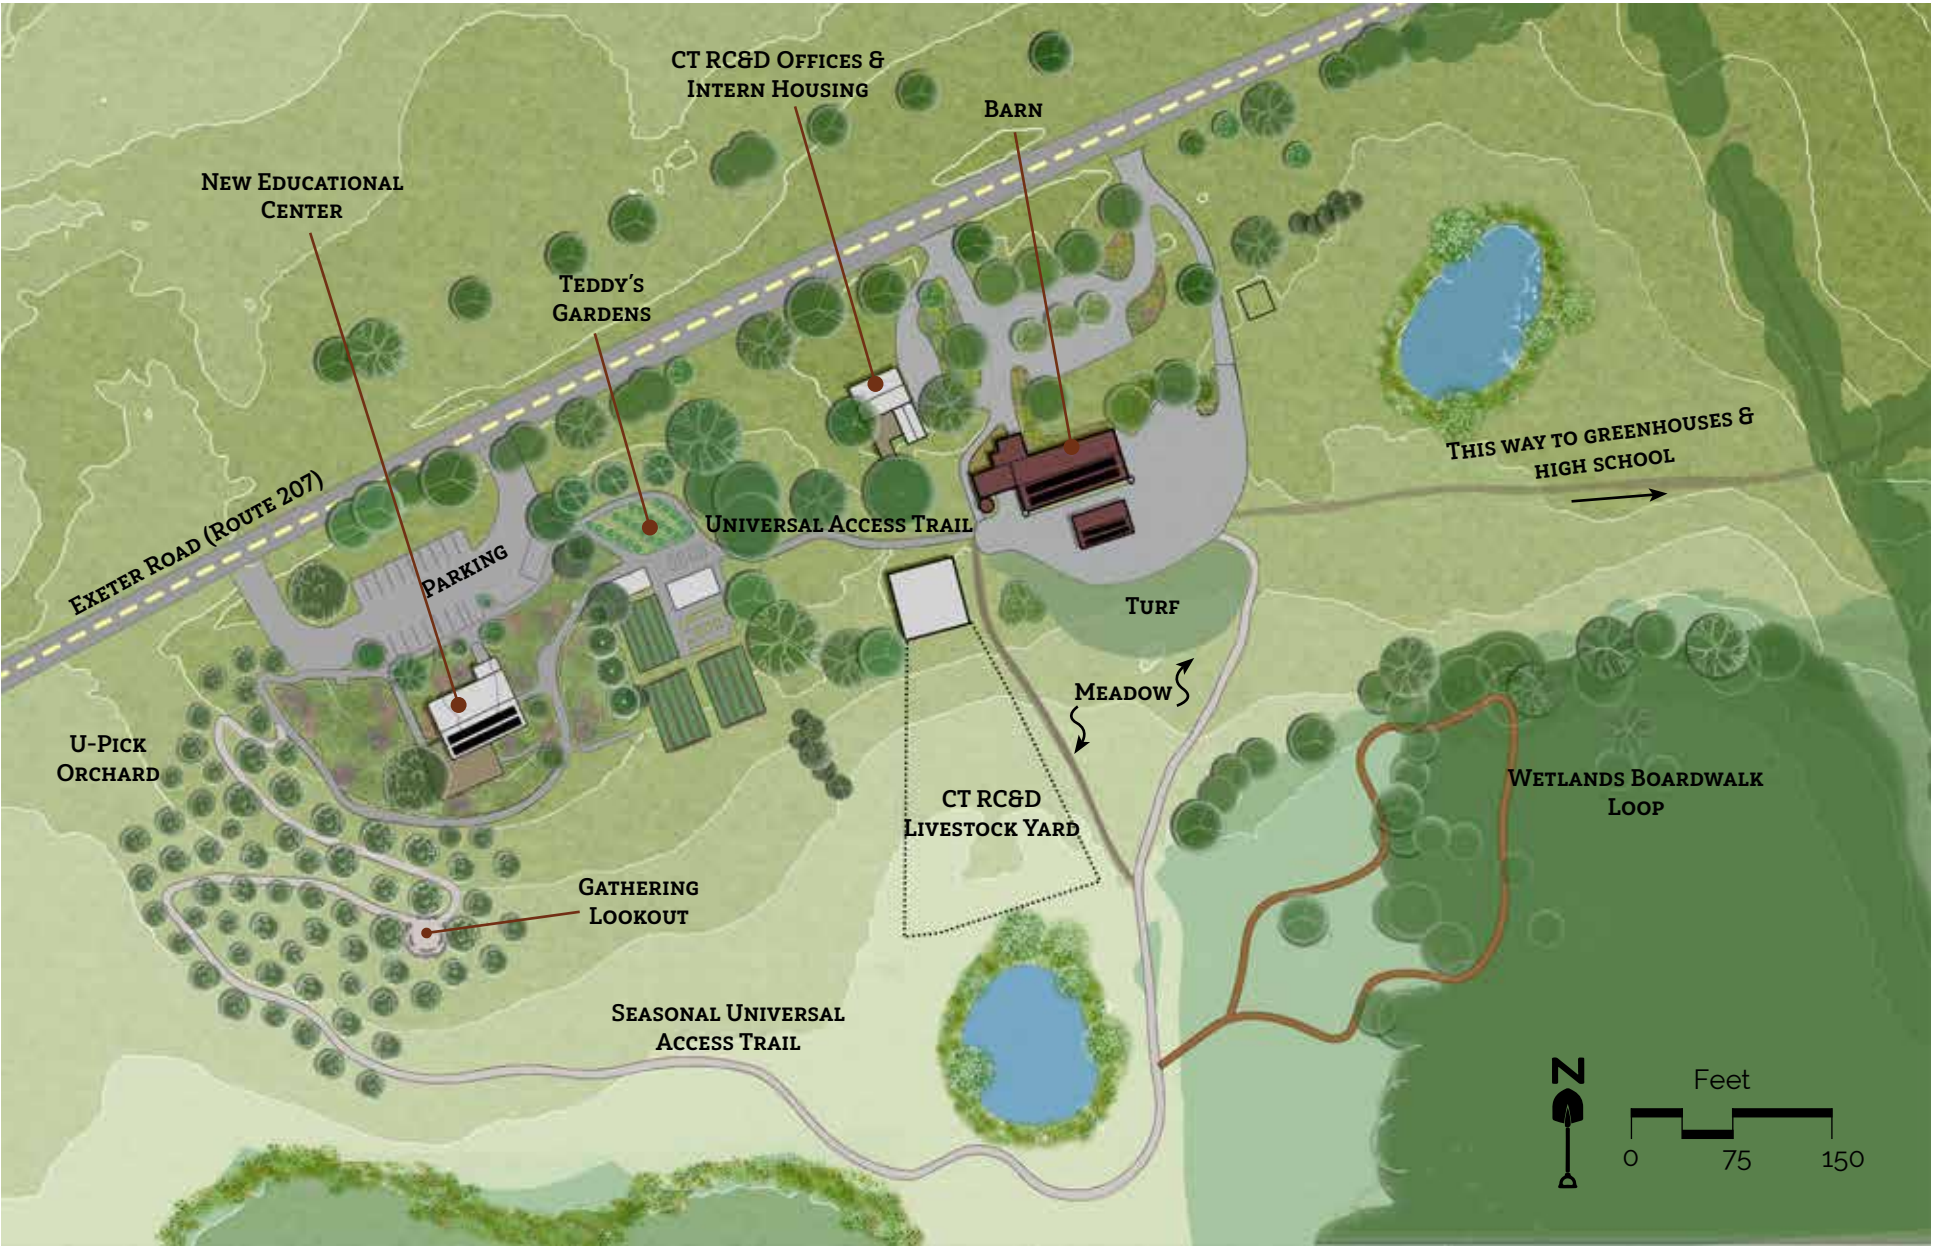 CT RC&D Offices &
Intern Housing
Barn
New Educational
Center
Teddy's
Gardens
This way to greenhouses &
high school
Exeter Road (Route 207)
Universal Access Trail
Parking
Turf
Meadow
U-Pick
Orchard
CT RC&D
Livestock Yard
Wetlands Boardwalk
Loop
Gathering
Lookout
Seasonal Universal
Access Trail
N
Feet
0 75 150